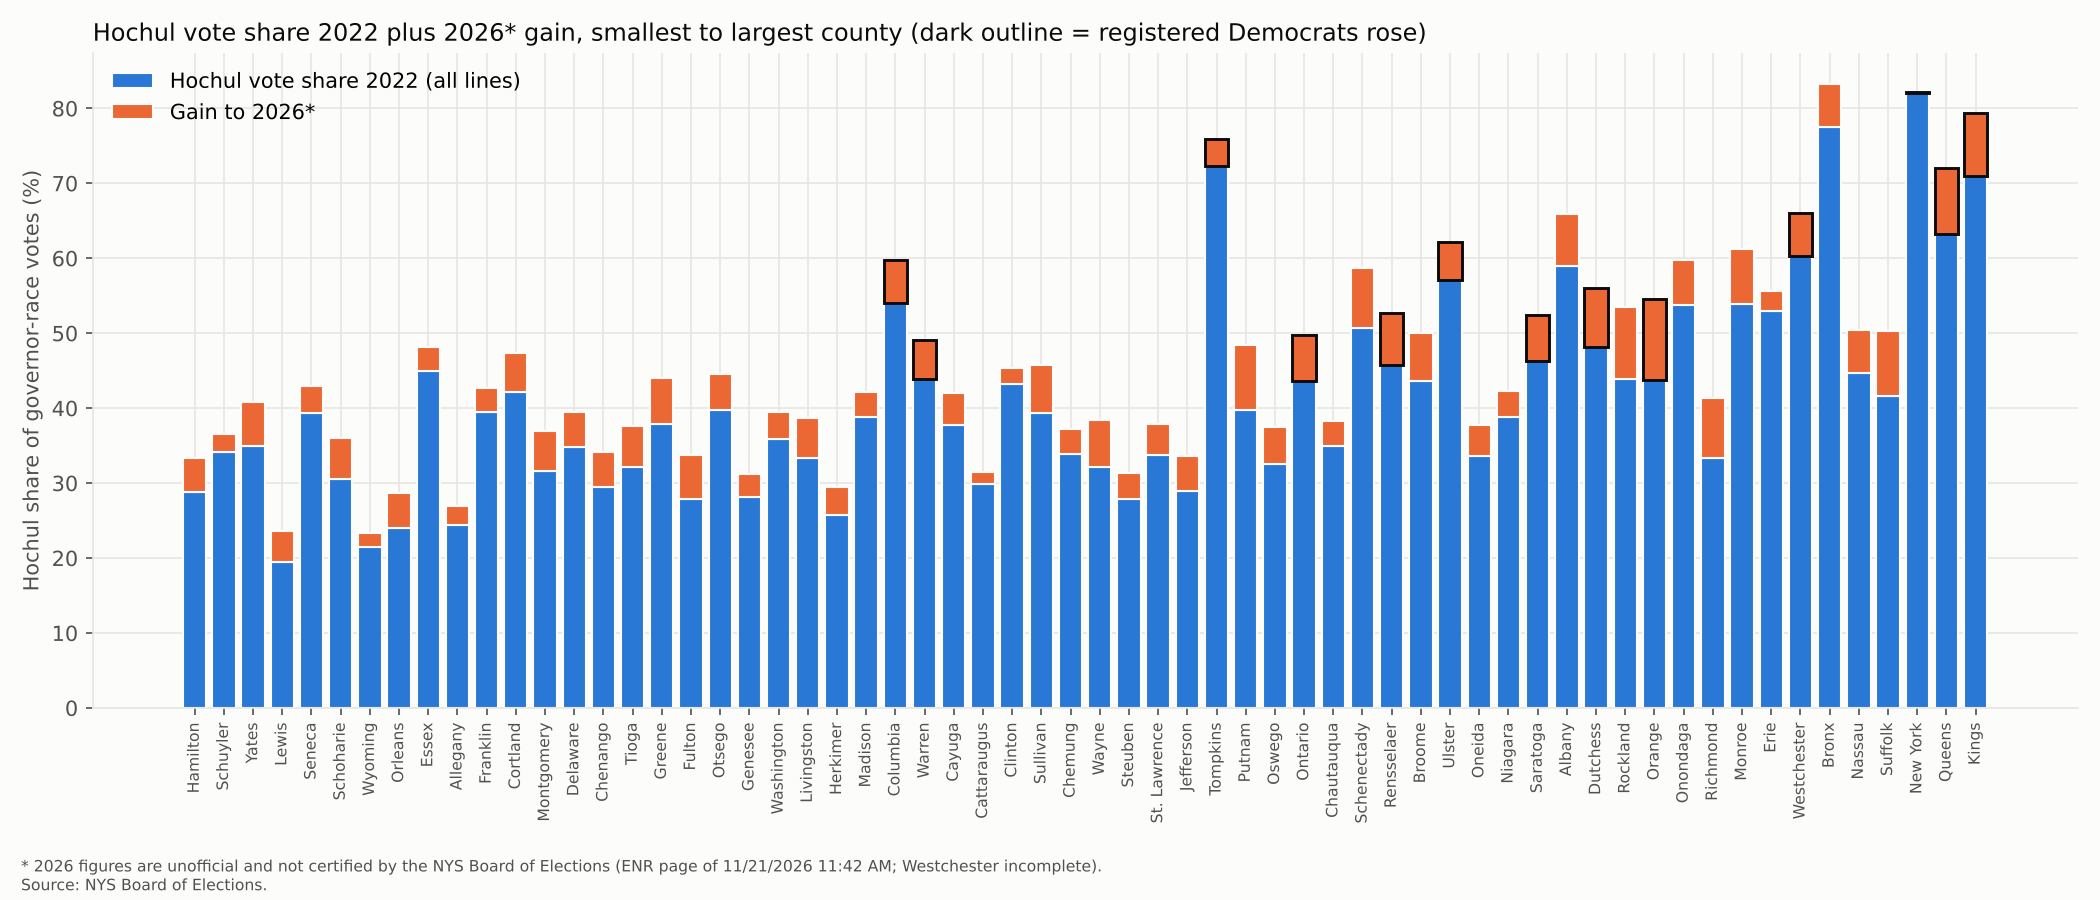 Hochul vote share 2022 plus 2026* gain, smallest to largest county (dark outline = registered Democrats rose)
Hochul vote share 2022 (all lines)
Gain to 2026*
Hochul share of governor-race votes (%)
80
70
60
50
40
30
20
10
0
Hamilton
Schuyler
Yates
Lewis
Seneca
Schoharie
Wyoming
Orleans
Essex
Allegany
Franklin
Cortland
Montgomery
Delaware
Chenango
Tioga
Greene
Fulton
Otsego
Genesee
Washington
Livingston
Herkimer
Madison
Columbia
Warren
Cayuga
Cattaraugus
Clinton
Sullivan
Chemung
Wayne
Steuben
St. Lawrence
Jefferson
Tompkins
Putnam
Oswego
Ontario
Chautauqua
Schenectady
Rensselaer
Broome
Ulster
Oneida
Niagara
Saratoga
Albany
Dutchess
Rockland
Orange
Onondaga
Richmond
Monroe
Erie
Westchester
Bronx
Nassau
Suffolk
New York
Queens
Kings
* 2026 figures are unofficial and not certified by the NYS Board of Elections (ENR page of 11/21/2026 11:42 AM; Westchester incomplete).
Source: NYS Board of Elections.